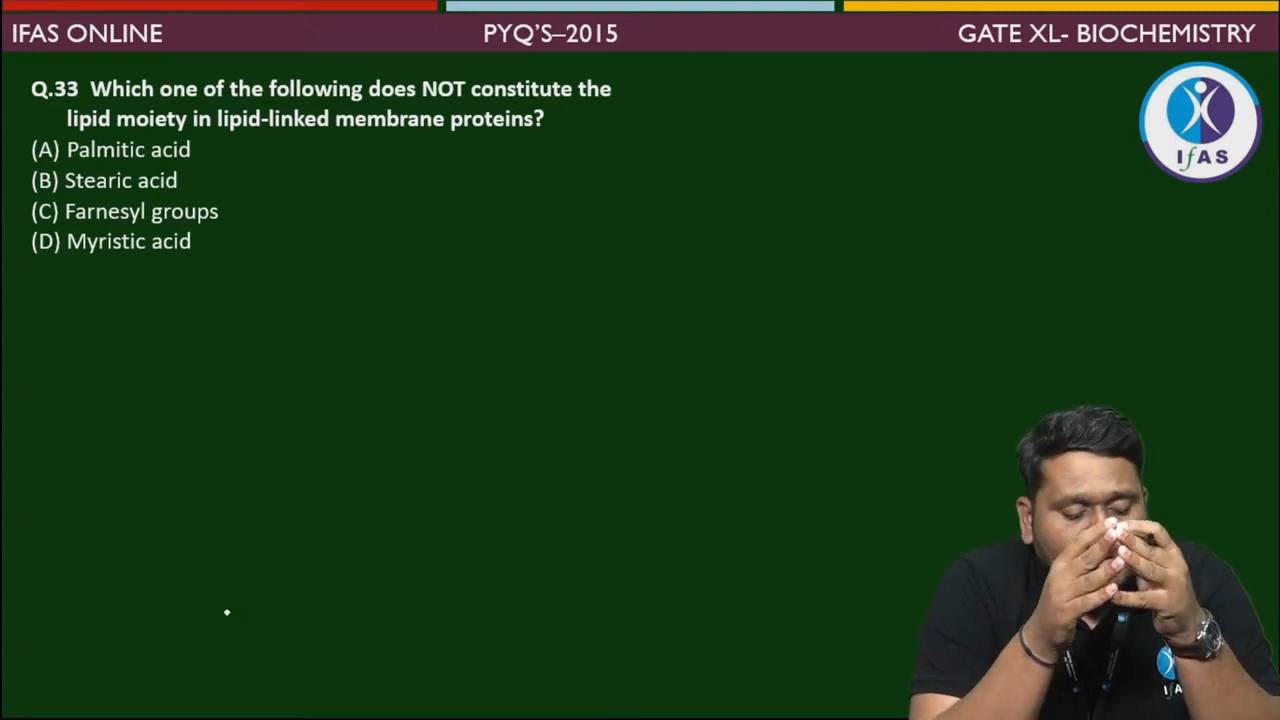 IFAS ONLINE
PYQ'S–2015
GATE XL- BIOCHEMISTRY
Q.33 Which one of the following does NOT constitute the
lipid moiety in lipid-linked membrane proteins?
(A) Palmitic acid
(B) Stearic acid
(C) Farnesyl groups
(D) Myristic acid
IfAS
IfA